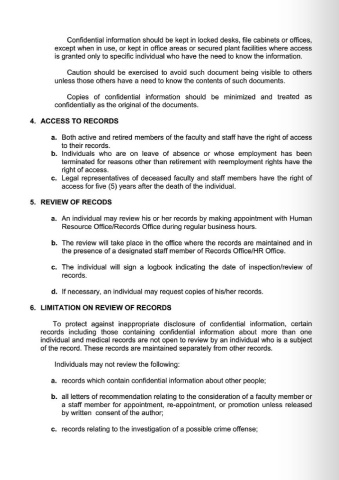 Confidential information should be kept in locked desks, file cabinets or offices,
except when in use, or kept in office areas or secured plant facilities where access
is granted only to specific individual who have the need to know the information.
Caution should be exercised to avoid such document being visible to others
unless those others have a need to know the contents of such documents.
Copies of confidential information should be minimized and treated as
confidentially as the original of the documents.
4. ACCESS TO RECORDS
a. Both active and retired members of the faculty and staff have the right of access
to their records.
b. Individuals who are on leave of absence or whose employment has been
terminated for reasons other than retirement with reemployment rights have the
right of access.
c. Legal representatives of deceased faculty and staff members have the right of
access for five (5) years after the death of the individual.
5. REVIEW OF RECODS
a. An individual may review his or her records by making appointment with Human
Resource Office/Records Office during regular business hours.
b. The review will take place in the office where the records are maintained and in
the presence of a designated staff member of Records Office/HR Office.
c. The individual will sign a logbook indicating the date of inspection/review of
records.
d. If necessary, an individual may request copies of his/her records.
6. LIMITATION ON REVIEW OF RECORDS
To protect against inappropriate disclosure of confidential information, certain
records including those containing confidential information about more than one
individual and medical records are not open to review by an individual who is a subject
of the record. These records are maintained separately from other records.
Individuals may not review the following:
a. records which contain confidential information about other people;
b. all letters of recommendation relating to the consideration of a faculty member or
a staff member for appointment, re-appointment, or promotion unless released
by written consent of the author;
c. records relating to the investigation of a possible crime offense;